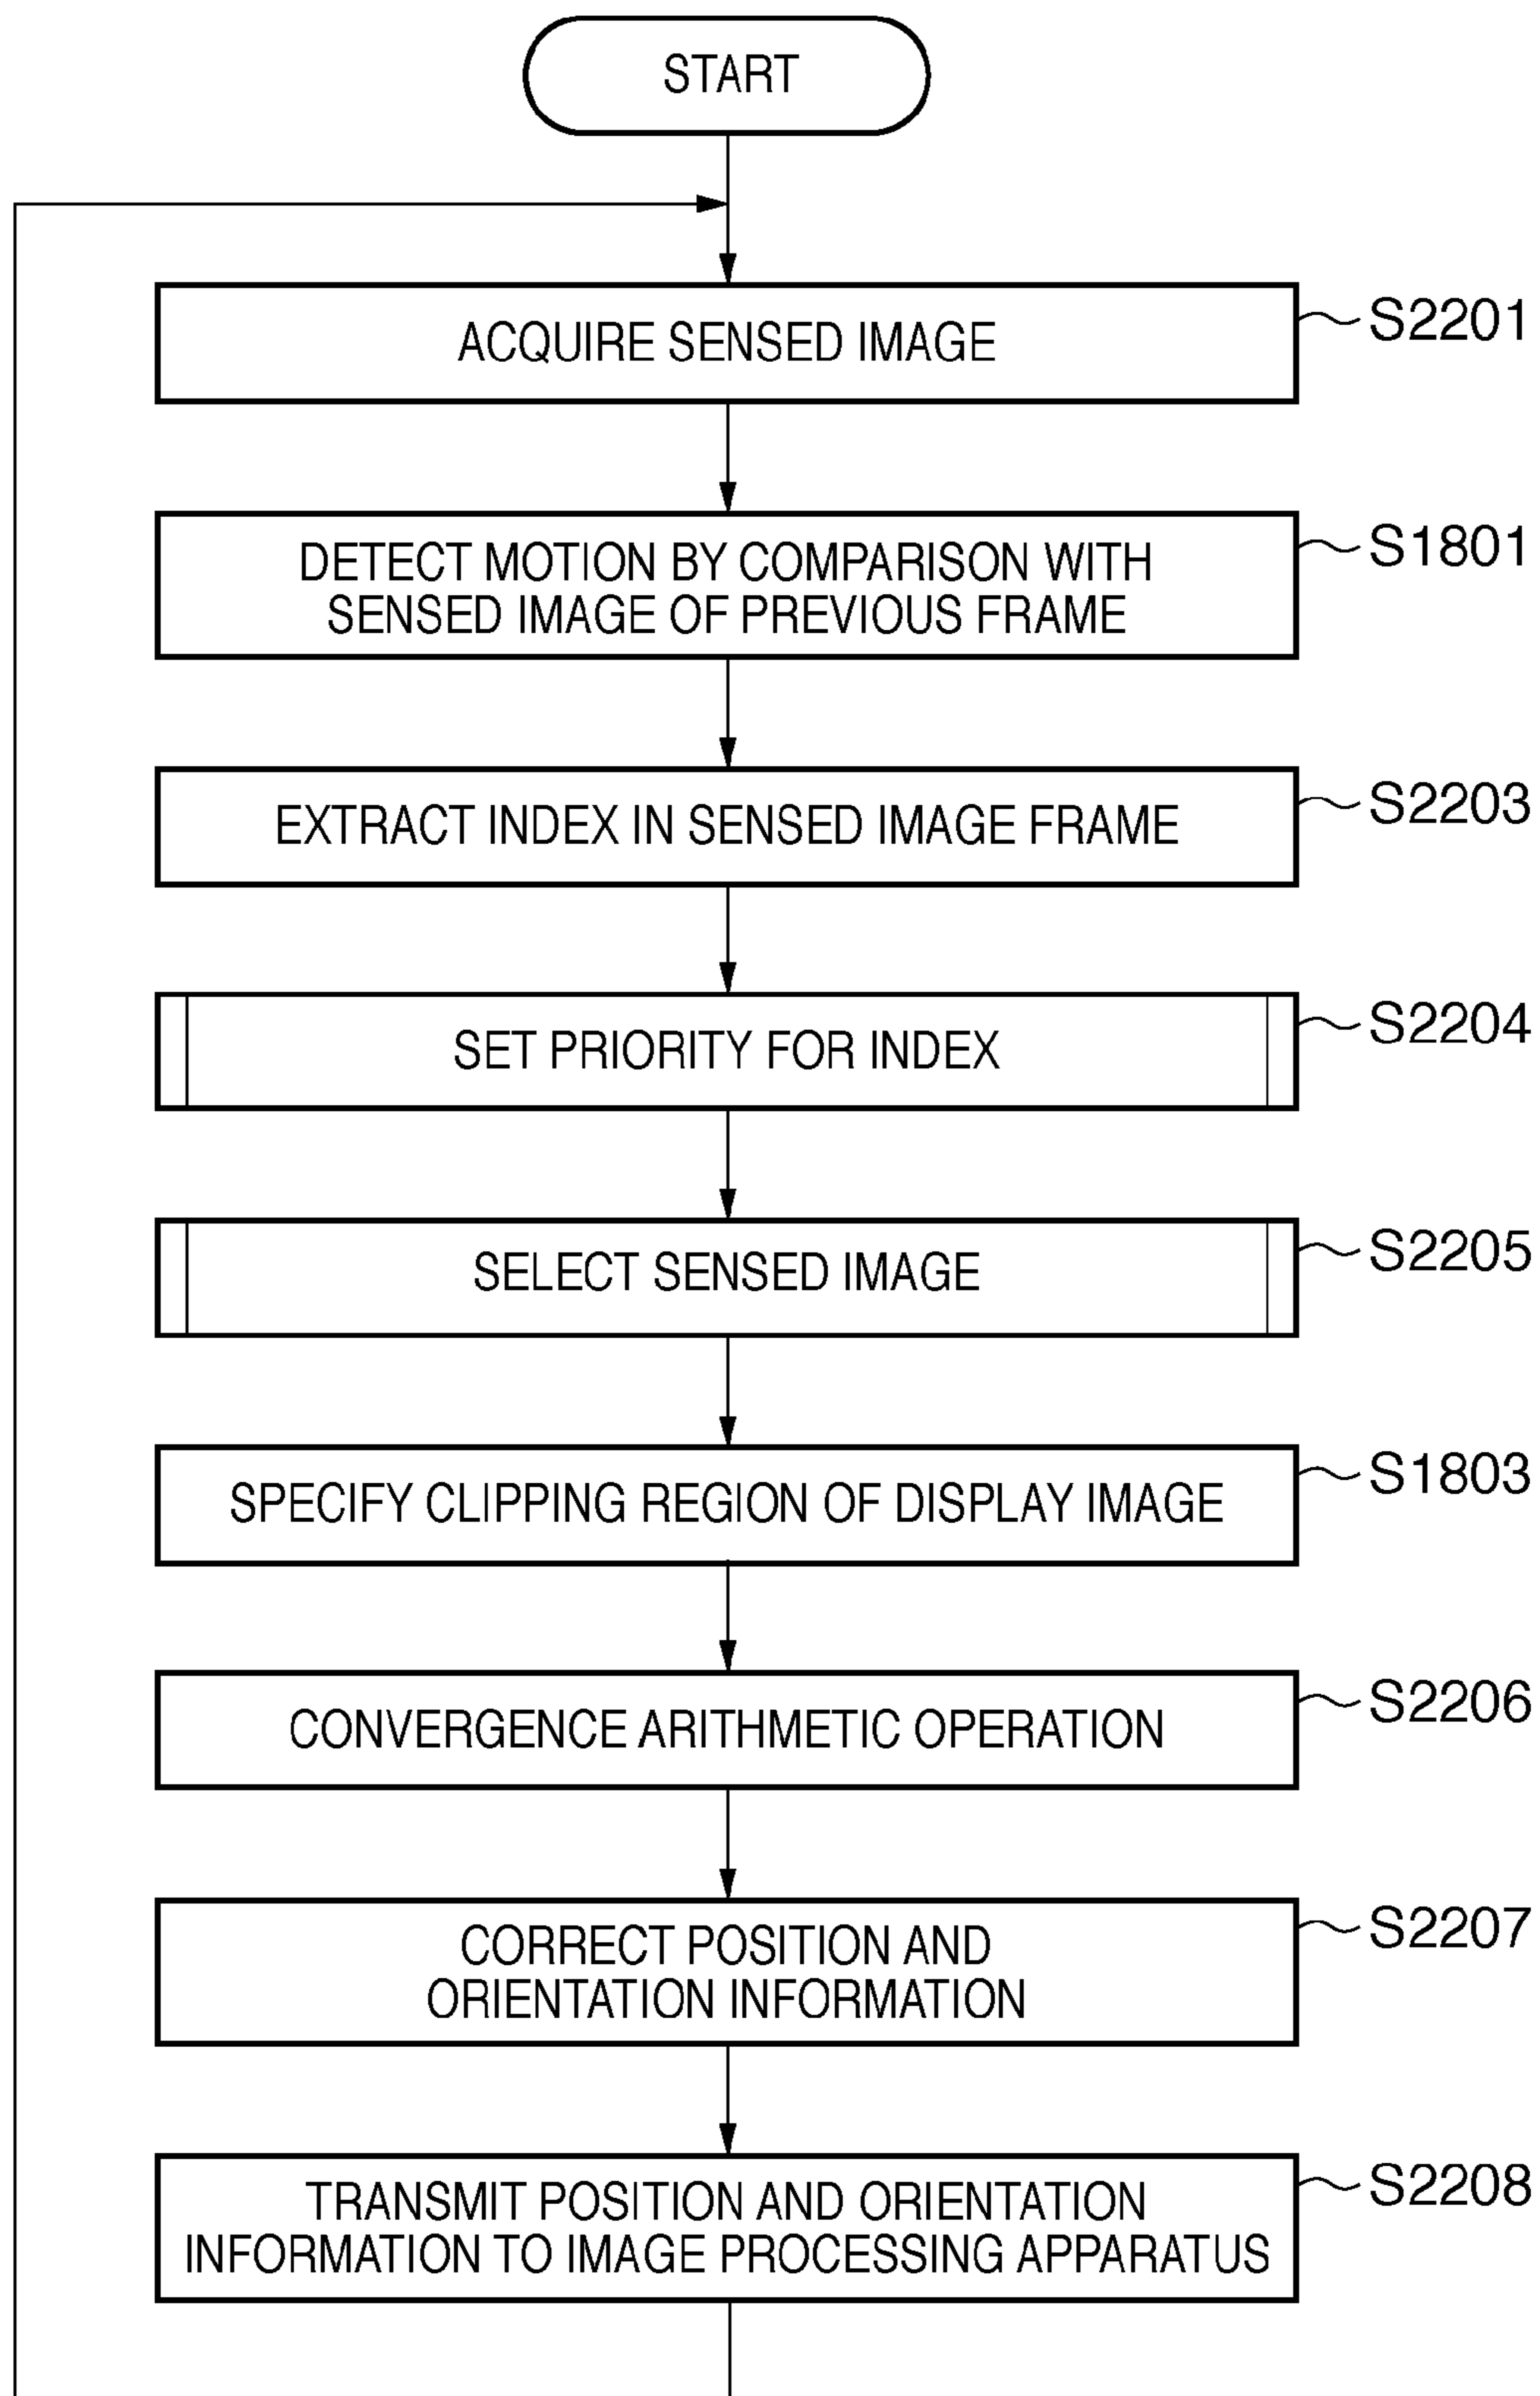 START
ACQUIRE SENSED IMAGE
S2201
DETECT MOTION BY COMPARISON WITH
SENSED IMAGE OF PREVIOUS FRAME
S1801
EXTRACT INDEX IN SENSED IMAGE FRAME
S2203
SET PRIORITY FOR INDEX
S2204
SELECT SENSED IMAGE
S2205
SPECIFY CLIPPING REGION OF DISPLAY IMAGE
S1803
CONVERGENCE ARITHMETIC OPERATION
S2206
CORRECT POSITION AND
ORIENTATION INFORMATION
S2207
TRANSMIT POSITION AND ORIENTATION
INFORMATION TO IMAGE PROCESSING APPARATUS
S2208